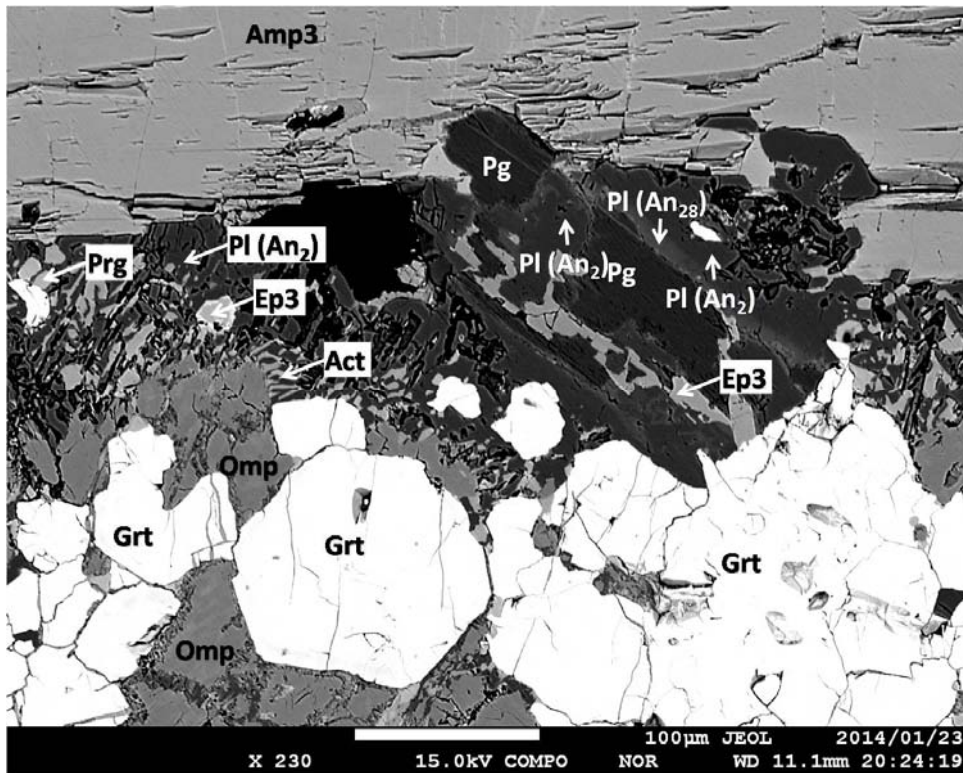 Amp3
Pg
Pl (An₂₈)
Pl (An₂)
Prg
Pl (An₂) Pg
Ep3
Pl (An₂)
Act
Ep3
Omp
Grt
Grt
Grt
Omp
100μm JEOL 2014/01/23
X 230 15.0kV COMPO NOR WD 11.1mm 20:24:19